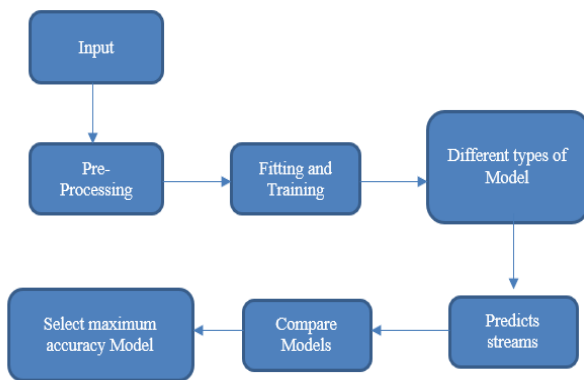 Input
Pre-
Processing
Fitting and
Training
Different types of
Model
Predicts
streams
Compare
Models
Select maximum
accuracy Model